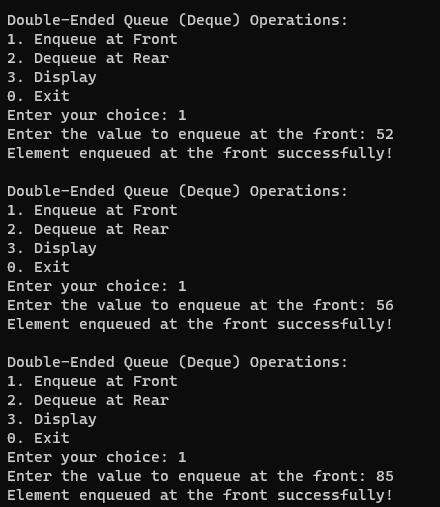 Double-Ended Queue (Deque) Operations:
1. Enqueue at Front
2. Dequeue at Rear
3. Display
0. Exit
Enter your choice: 1
Enter the value to enqueue at the front: 52
Element enqueued at the front successfully!
Double-Ended Queue (Deque) Operations:
1. Enqueue at Front
2. Dequeue at Rear
3. Display
0. Exit
Enter your choice: 1
Enter the value to enqueue at the front: 56
Element enqueued at the front successfully!
Double-Ended Queue (Deque) Operations:
1. Enqueue at Front
2. Dequeue at Rear
3. Display
0. Exit
Enter your choice: 1
Enter the value to enqueue at the front: 85
Element enqueued at the front successfully!